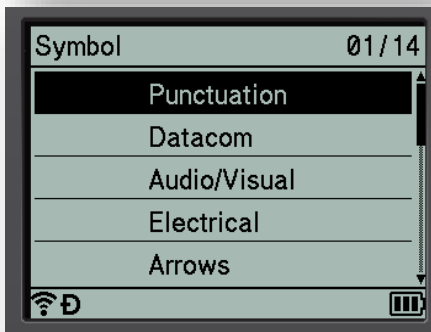 Symbol 01/14
Punctuation
Datacom
Audio/Visual
Electrical
Arrows
Đ